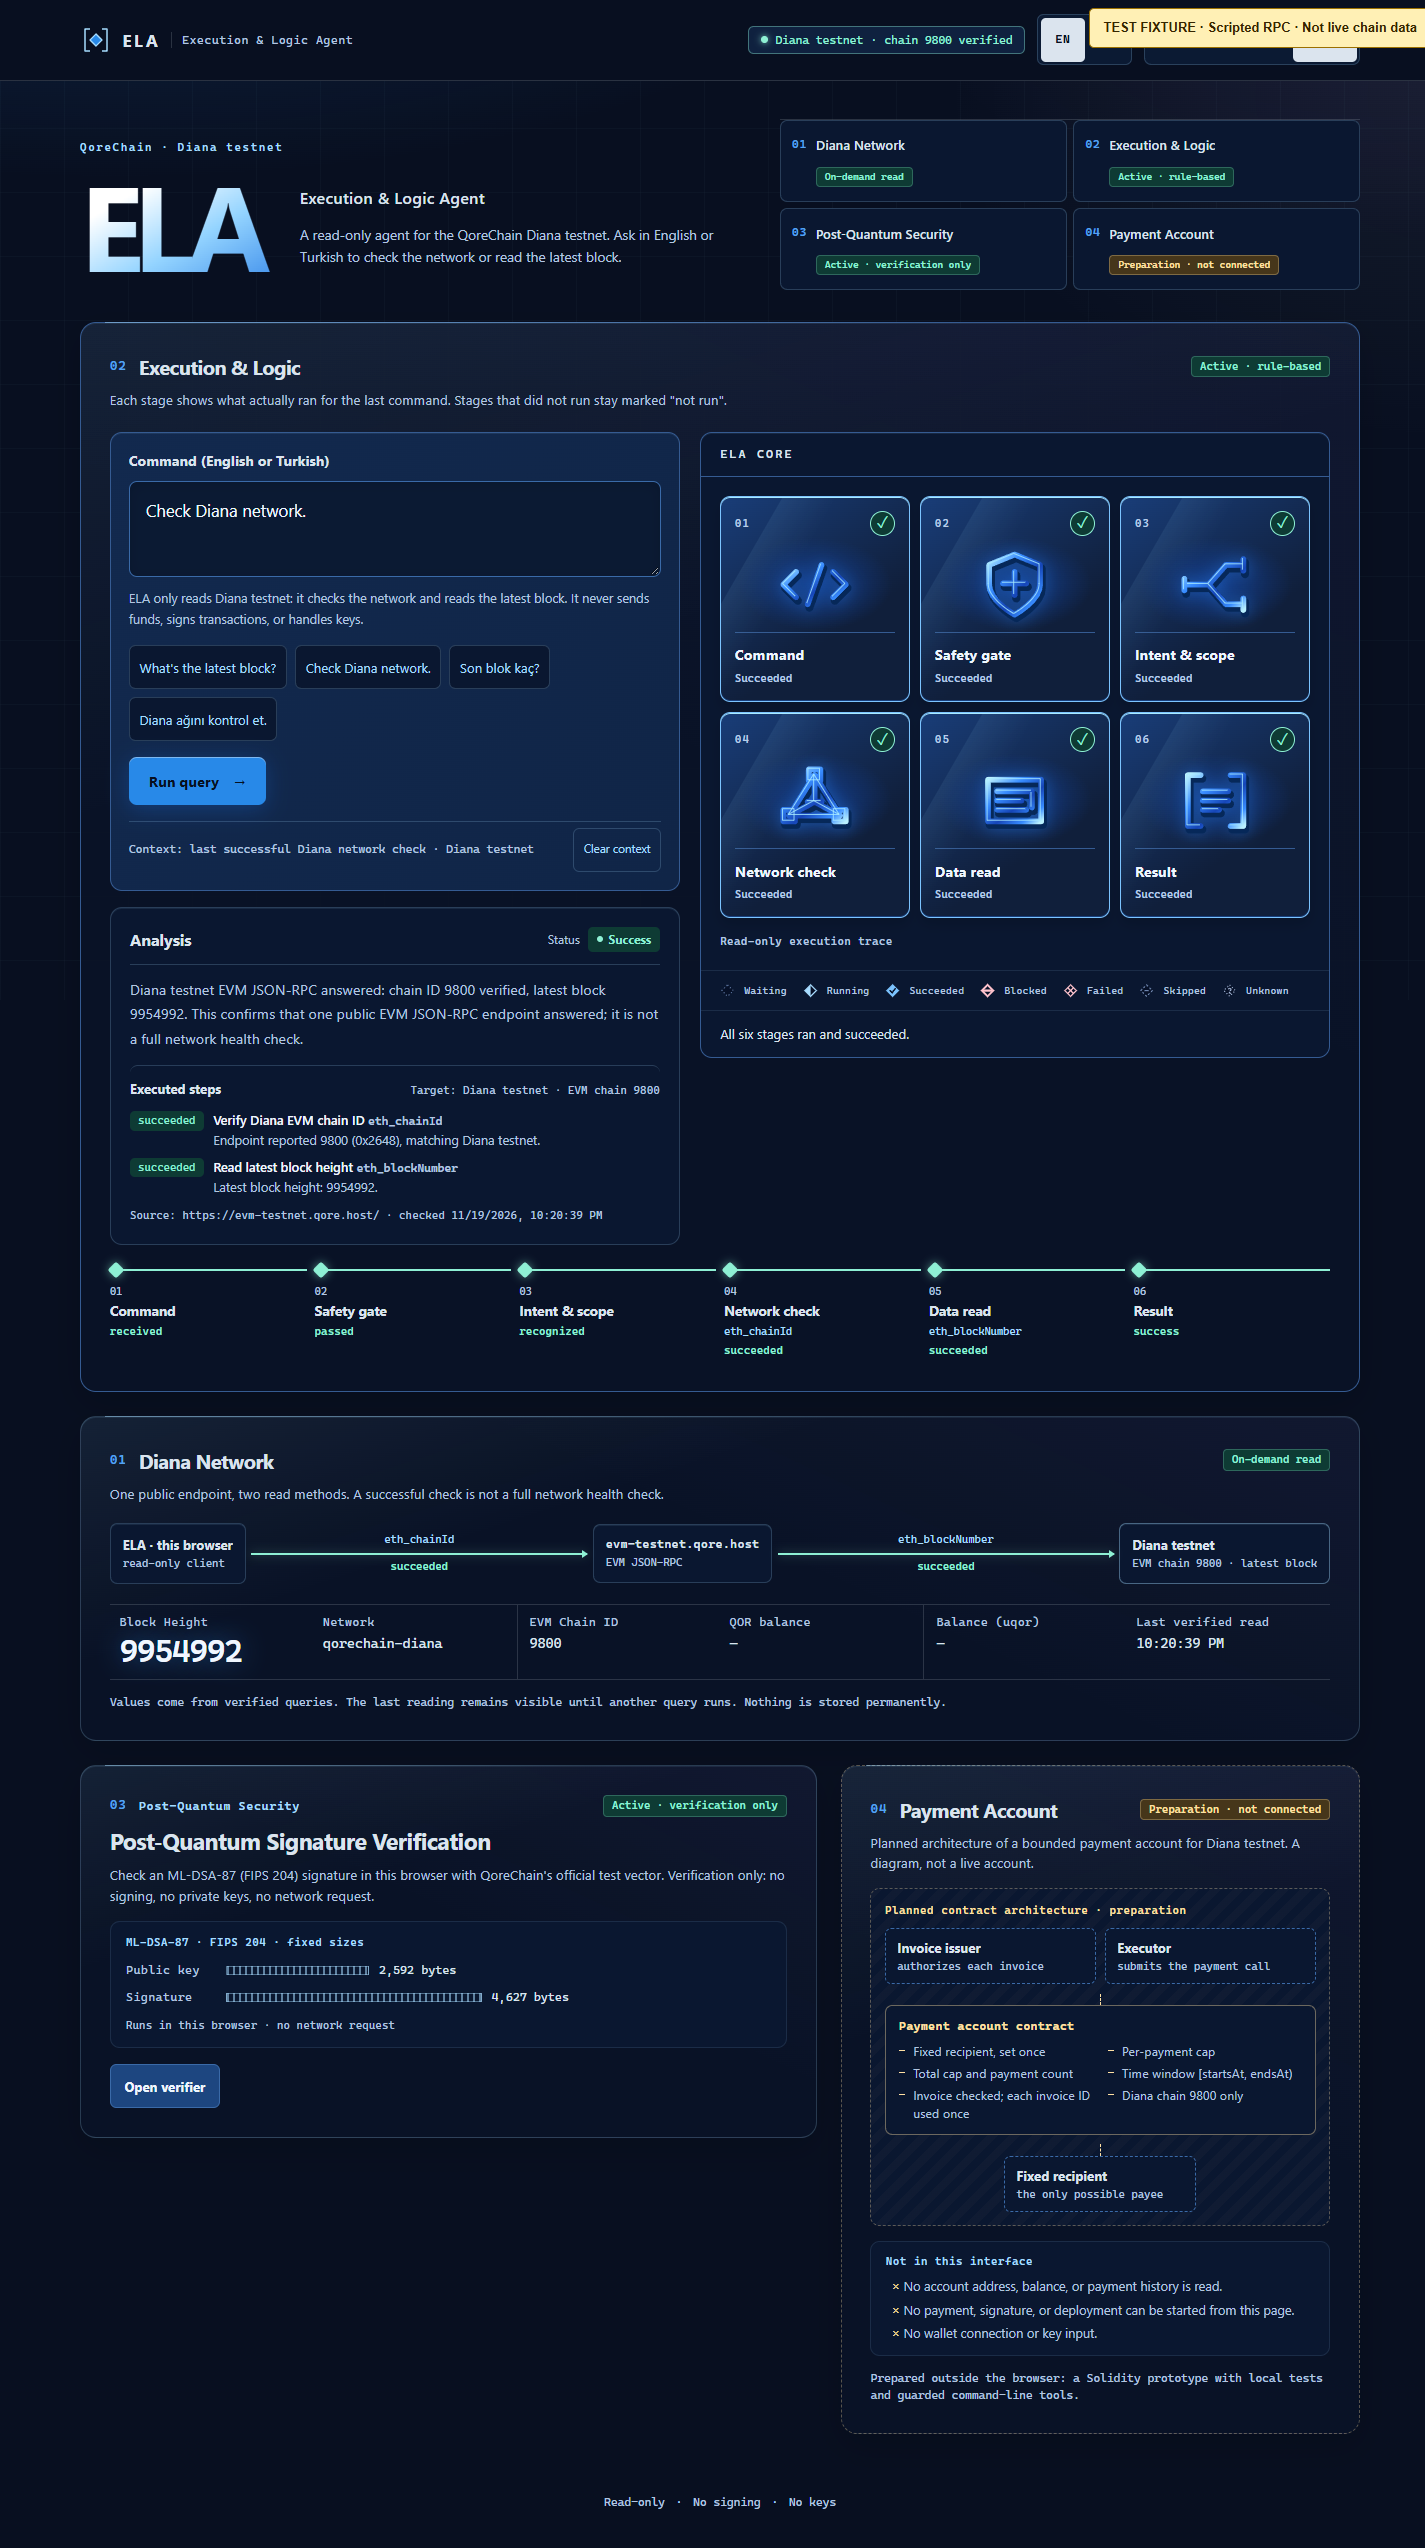 ELA
Execution & Logic Agent
Diana testnet · chain 9800 verified
EN
TEST FIXTURE · Scripted RPC · Not live chain data
QoreChain · Diana testnet
ELA
Execution & Logic Agent
A read-only agent for the QoreChain Diana testnet. Ask in English or
Turkish to check the network or read the latest block.
01 Diana Network
On-demand read
02 Execution & Logic
Active · rule-based
03 Post-Quantum Security
Active · verification only
04 Payment Account
Preparation · not connected
02 Execution & Logic
Active · rule-based
Each stage shows what actually ran for the last command. Stages that did not run stay marked "not run".
Command (English or Turkish)
Check Diana network.
ELA only reads Diana testnet: it checks the network and reads the latest block. It never sends
funds, signs transactions, or handles keys.
What's the latest block?
Check Diana network.
Son blok kaç?
Diana ağını kontrol et.
Run query →
Context: last successful Diana network check · Diana testnet
Clear context
ELA CORE
01
Command
Succeeded
02
Safety gate
Succeeded
03
Intent & scope
Succeeded
04
Network check
Succeeded
05
Data read
Succeeded
06
Result
Succeeded
Read-only execution trace
Waiting
Running
Succeeded
Blocked
Failed
Skipped
Unknown
All six stages ran and succeeded.
Analysis
Status
Success
Diana testnet EVM JSON-RPC answered: chain ID 9800 verified, latest block
9954992. This confirms that one public EVM JSON-RPC endpoint answered; it is not
a full network health check.
Executed steps
Target: Diana testnet · EVM chain 9800
succeeded
Verify Diana EVM chain ID eth_chainId
Endpoint reported 9800 (0x2648), matching Diana testnet.
succeeded
Read latest block height eth_blockNumber
Latest block height: 9954992.
Source: https://evm-testnet.qore.host/ · checked 11/19/2026, 10:20:39 PM
01
Command
received
02
Safety gate
passed
03
Intent & scope
recognized
04
Network check
eth_chainId
succeeded
05
Data read
eth_blockNumber
succeeded
06
Result
success
01 Diana Network
On-demand read
One public endpoint, two read methods. A successful check is not a full network health check.
ELA · this browser
read-only client
eth_chainId
succeeded
evm-testnet.qore.host
EVM JSON-RPC
eth_blockNumber
succeeded
Diana testnet
EVM chain 9800 · latest block
Block Height
9954992
Network
qorechain-diana
EVM Chain ID
9800
QOR balance
—
Balance (uqor)
—
Last verified read
10:20:39 PM
Values come from verified queries. The last reading remains visible until another query runs. Nothing is stored permanently.
03 Post-Quantum Security
Active · verification only
Post-Quantum Signature Verification
Check an ML-DSA-87 (FIPS 204) signature in this browser with QoreChain's official test vector. Verification only: no
signing, no private keys, no network request.
ML-DSA-87 · FIPS 204 · fixed sizes
Public key 2,592 bytes
Signature 4,627 bytes
Runs in this browser · no network request
Open verifier
04 Payment Account
Preparation · not connected
Planned architecture of a bounded payment account for Diana testnet. A
diagram, not a live account.
Planned contract architecture · preparation
Invoice issuer
authorizes each invoice
Executor
submits the payment call
Payment account contract
– Fixed recipient, set once
– Per-payment cap
– Total cap and payment count
– Time window [startsAt, endsAt)
– Invoice checked; each invoice ID
used once
– Diana chain 9800 only
Fixed recipient
the only possible payee
Not in this interface
× No account address, balance, or payment history is read.
× No payment, signature, or deployment can be started from this page.
× No wallet connection or key input.
Prepared outside the browser: a Solidity prototype with local tests
and guarded command-line tools.
Read-only · No signing · No keys